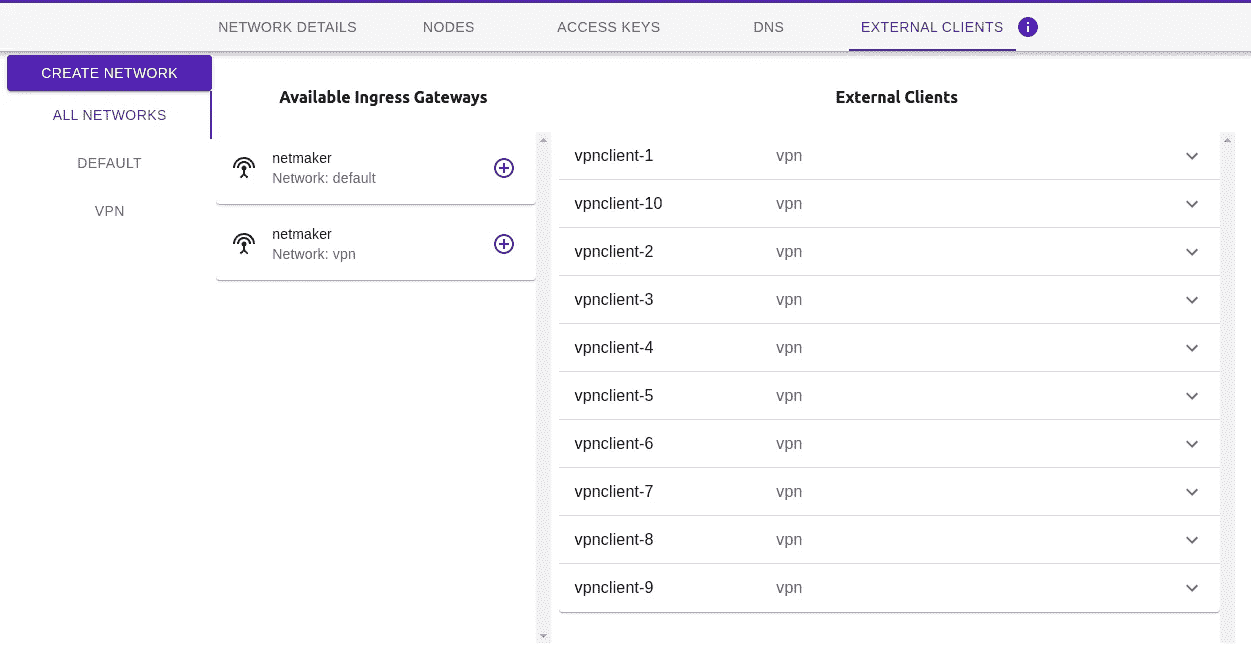 NETWORK DETAILS NODES ACCESS KEYS DNS EXTERNAL CLIENTS i
CREATE NETWORK
ALL NETWORKS
DEFAULT
VPN
Available Ingress Gateways
netmaker
Network: default
netmaker
Network: vpn
External Clients
vpnclient-1 vpn
vpnclient-10 vpn
vpnclient-2 vpn
vpnclient-3 vpn
vpnclient-4 vpn
vpnclient-5 vpn
vpnclient-6 vpn
vpnclient-7 vpn
vpnclient-8 vpn
vpnclient-9 vpn